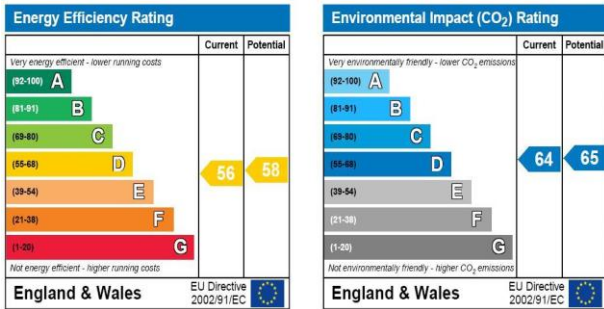 Energy Efficiency Rating
Current Potential
Very energy efficient - lower running costs
(92-100) A
(81-91) B
(69-80) C
(55-68) D
(39-54) E
(21-38) F
(1-20) G
56
58
Not energy efficient - higher running costs
England & Wales
EU Directive
2002/91/EC
Environmental Impact (CO₂) Rating
Current Potential
Very environmentally friendly - lower CO₂ emissions
(92-100) A
(81-91) B
(69-80) C
(55-68) D
(39-54) E
(21-38) F
(1-20) G
64
65
Not environmentally friendly - higher CO₂ emissions
England & Wales
EU Directive
2002/91/EC